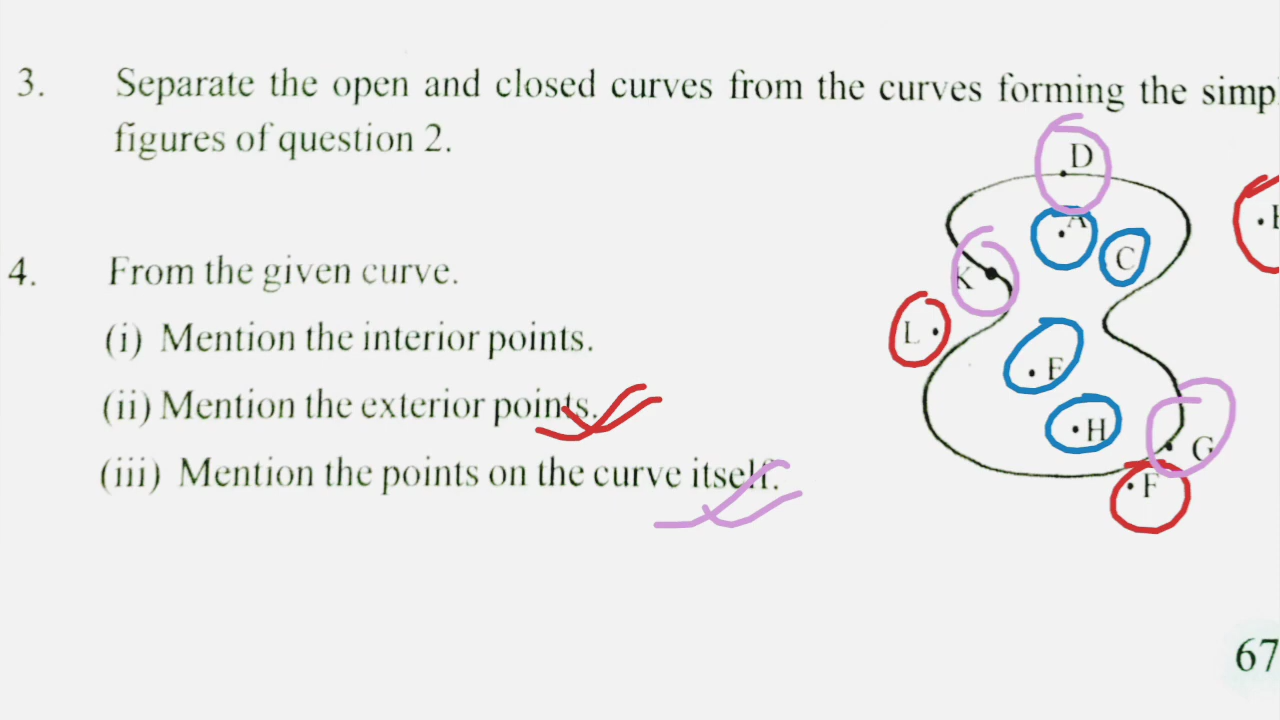 3. Separate the open and closed curves from the curves forming the simp
figures of question 2.
4. From the given curve.
(i) Mention the interior points.
(ii) Mention the exterior points.
(iii) Mention the points on the curve itself.
D
A
C
K
L
E
H
G
F
67